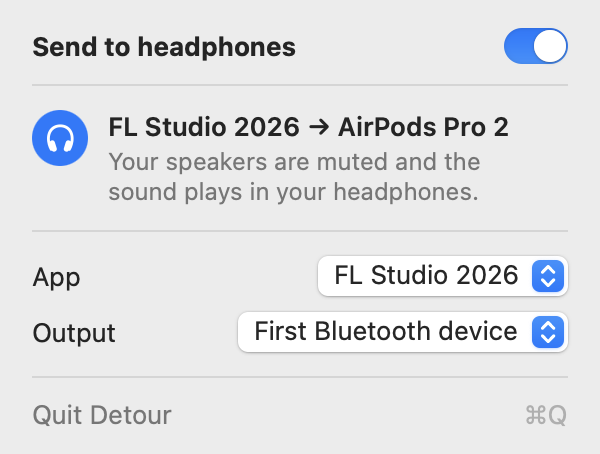 Send to headphones
FL Studio 2026 → AirPods Pro 2
Your speakers are muted and the
sound plays in your headphones.
App
FL Studio 2026
Output
First Bluetooth device
Quit Detour
⌘Q